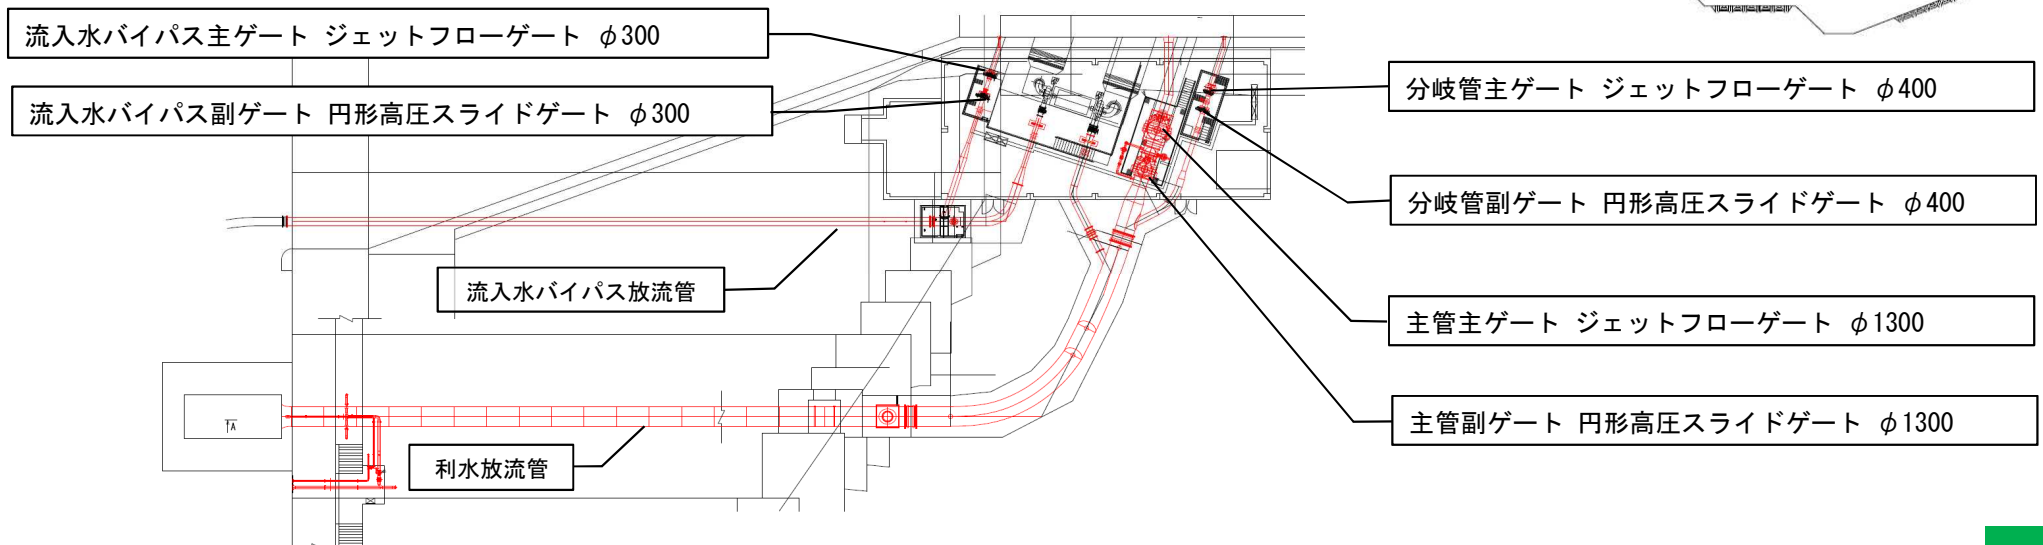 流入水バイパス主ゲート ジェットフローゲート φ300
流入水バイパス副ゲート 円形高圧スライドゲート φ300
分岐管主ゲート ジェットフローゲート φ400
分岐管副ゲート 円形高圧スライドゲート φ400
流入水バイパス放流管
主管主ゲート ジェットフローゲート φ1300
主管副ゲート 円形高圧スライドゲート φ1300
A
利水放流管